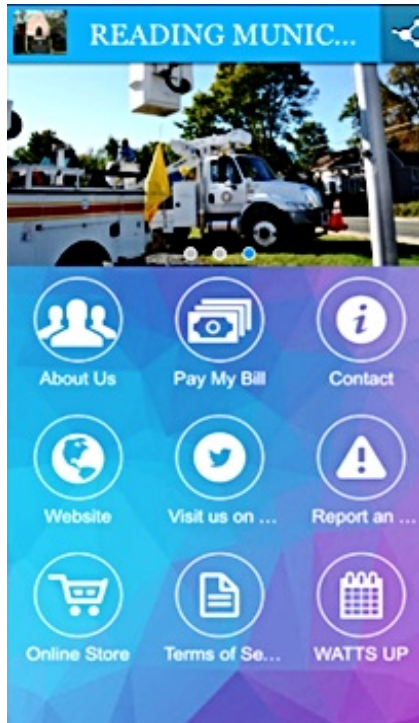 READING MUNIC...
About Us
Pay My Bill
Contact
Website
Visit us on ...
Report an ...
Online Store
Terms of Se...
WATTS UP